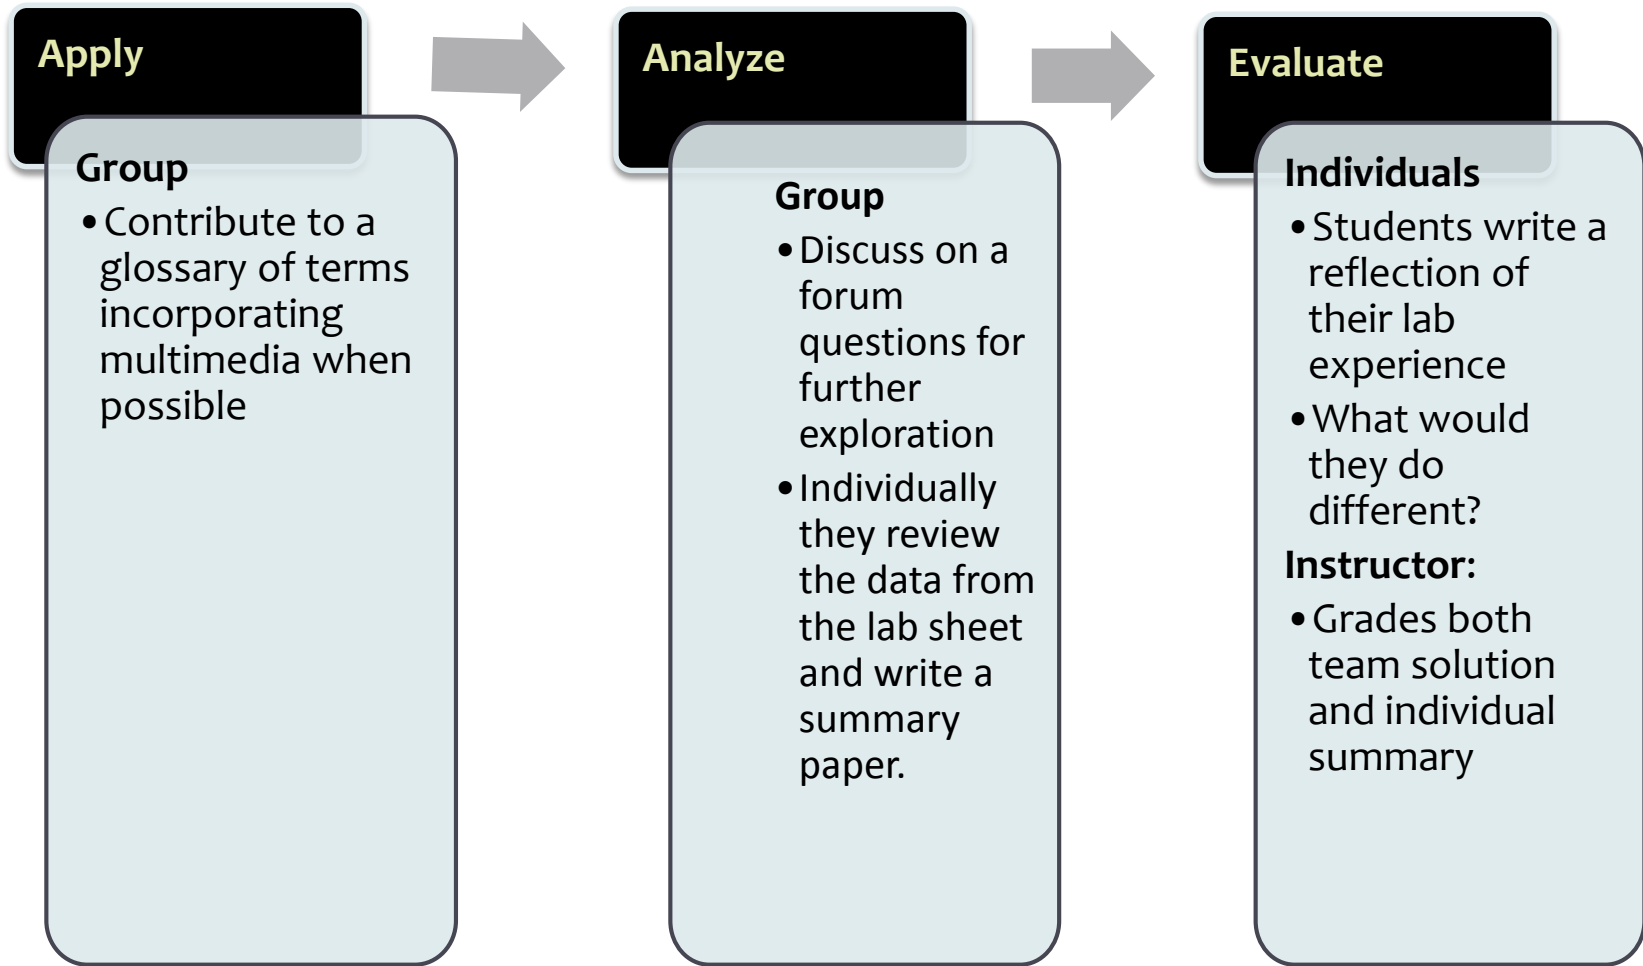 Apply
Group
•Contribute to a
glossary of terms
incorporating
multimedia when
possible
Analyze
Group
•Discuss on a
forum
questions for
further
exploration
•Individually
they review
the data from
the lab sheet
and write a
summary
paper.
Evaluate
Individuals
•Students write a
reflection of
their lab
experience
•What would
they do
different?
Instructor:
•Grades both
team solution
and individual
summary